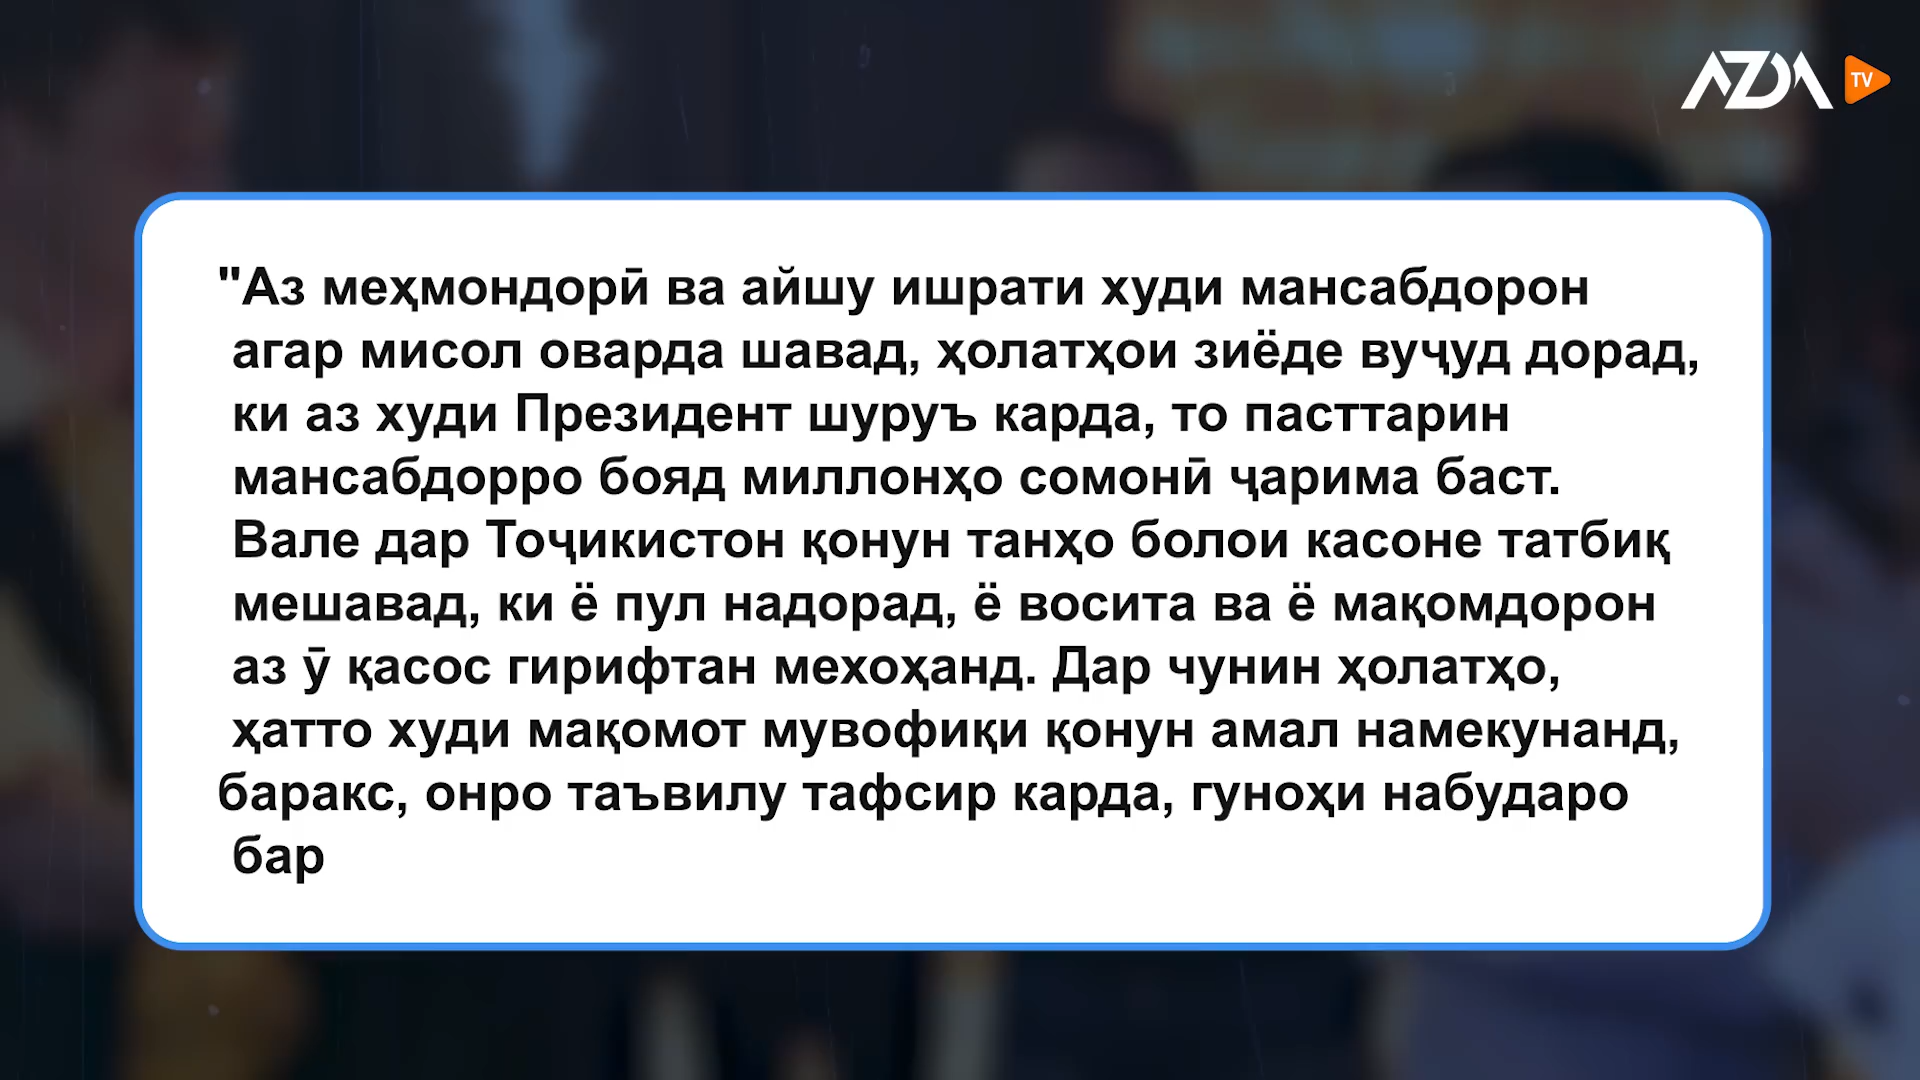 AZDA TV
"Аз меҳмондорӣ ва айшу ишрати худи мансабдорон
агар мисол оварда шавад, ҳолатҳои зиёде вуҷуд дорад,
ки аз худи Президент шуруъ карда, то пасттарин
мансабдорро бояд миллонҳо сомонӣ ҷарима баст.
Вале дар Тоҷикистон қонун танҳо болои касоне татбиқ
мешавад, ки ё пул надорад, ё восита ва ё мақомдорон
аз ӯ қасос гирифтан мехоҳанд. Дар чунин ҳолатҳо,
ҳатто худи мақомот мувофиқи қонун амал намекунанд,
баракс, онро таъвилу тафсир карда, гуноҳи набударо
бар